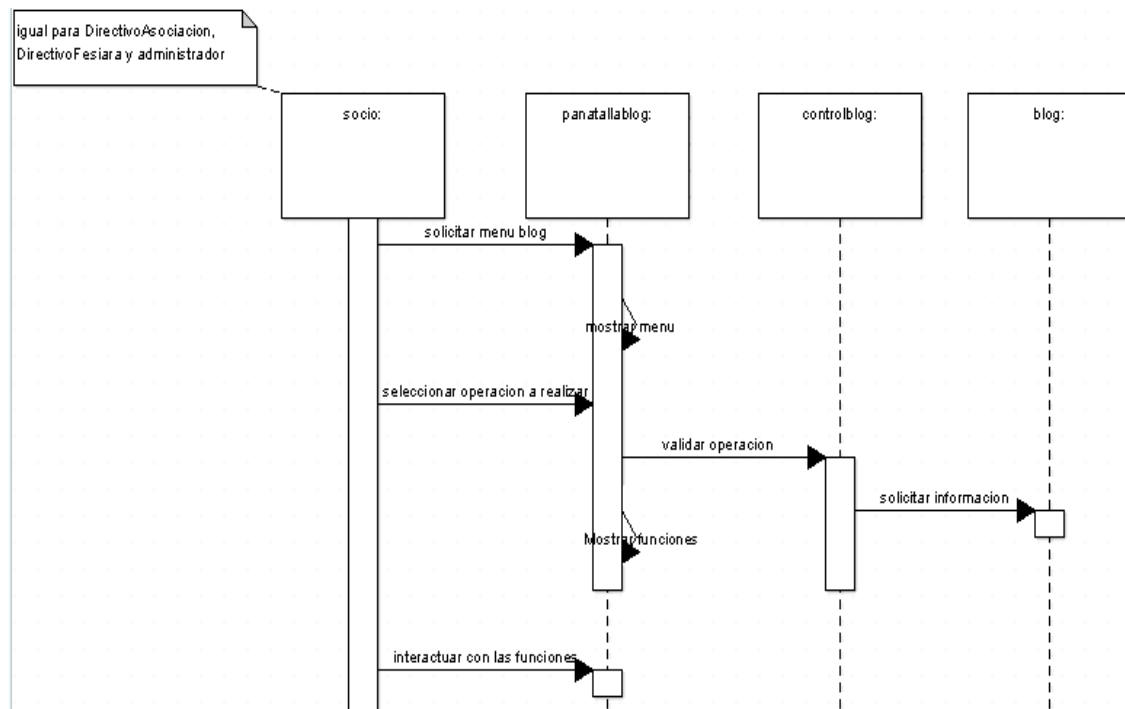 igual para DirectivoAsociacion,
DirectivoFesiara y administrador
socio:
panatallablog:
controlblog:
blog:
solicitar menu blog
mostrar menu
seleccionar operacion a realizar
validar operacion
solicitar informacion
Mostrar funciones
interactuar con las funciones